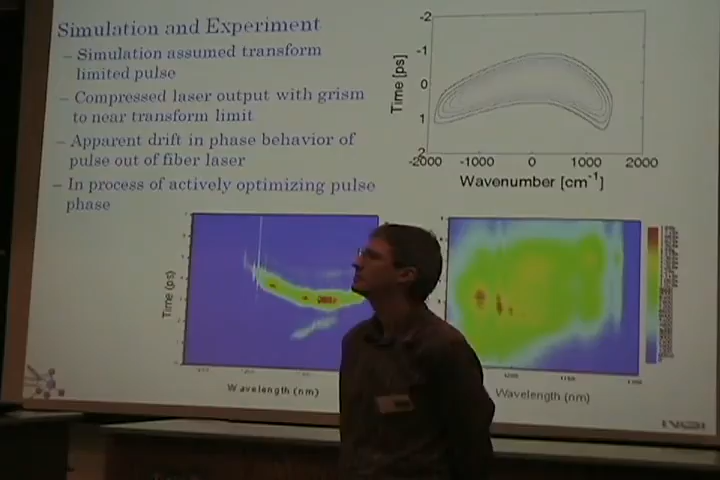 Simulation and Experiment
– Simulation assumed transform
limited pulse
– Compressed laser output with grism
to near transform limit
– Apparent drift in phase behavior of
pulse out of fiber laser
– In process of actively optimizing pulse
phase
-2
-1
0
1
2
Time [ps]
-2000 -1000 0 1000 2000
Wavenumber [cm⁻¹]
Time (ps)
Wavelength (nm)
Wavelength (nm)